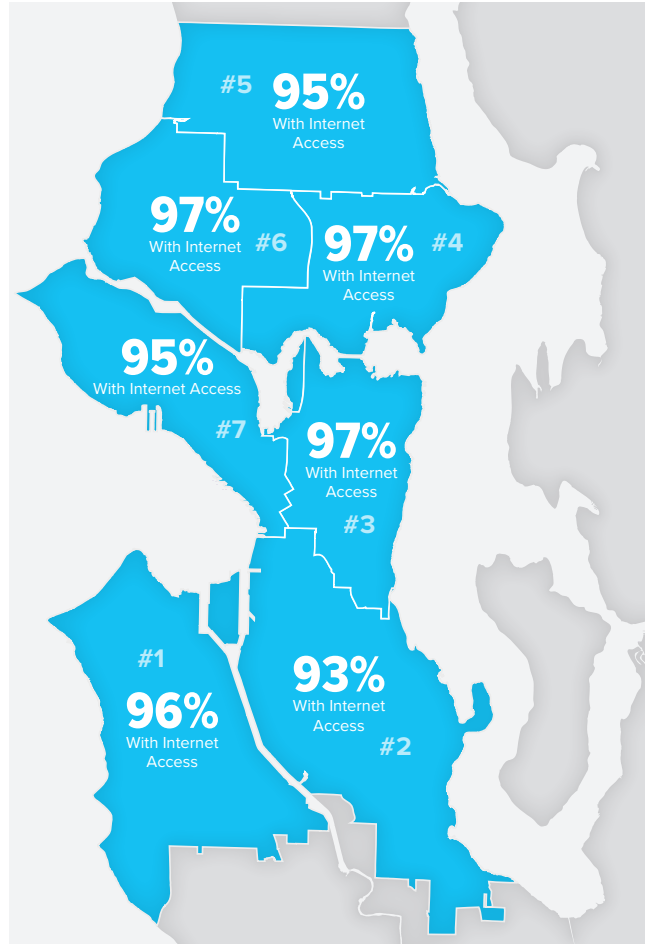 #5 95%
With Internet
Access
97%
With Internet #6
Access
97% #4
With Internet
Access
95%
With Internet Access
#7
97%
With Internet
Access
#3
#1
96%
With Internet
Access
93%
With Internet
Access
#2